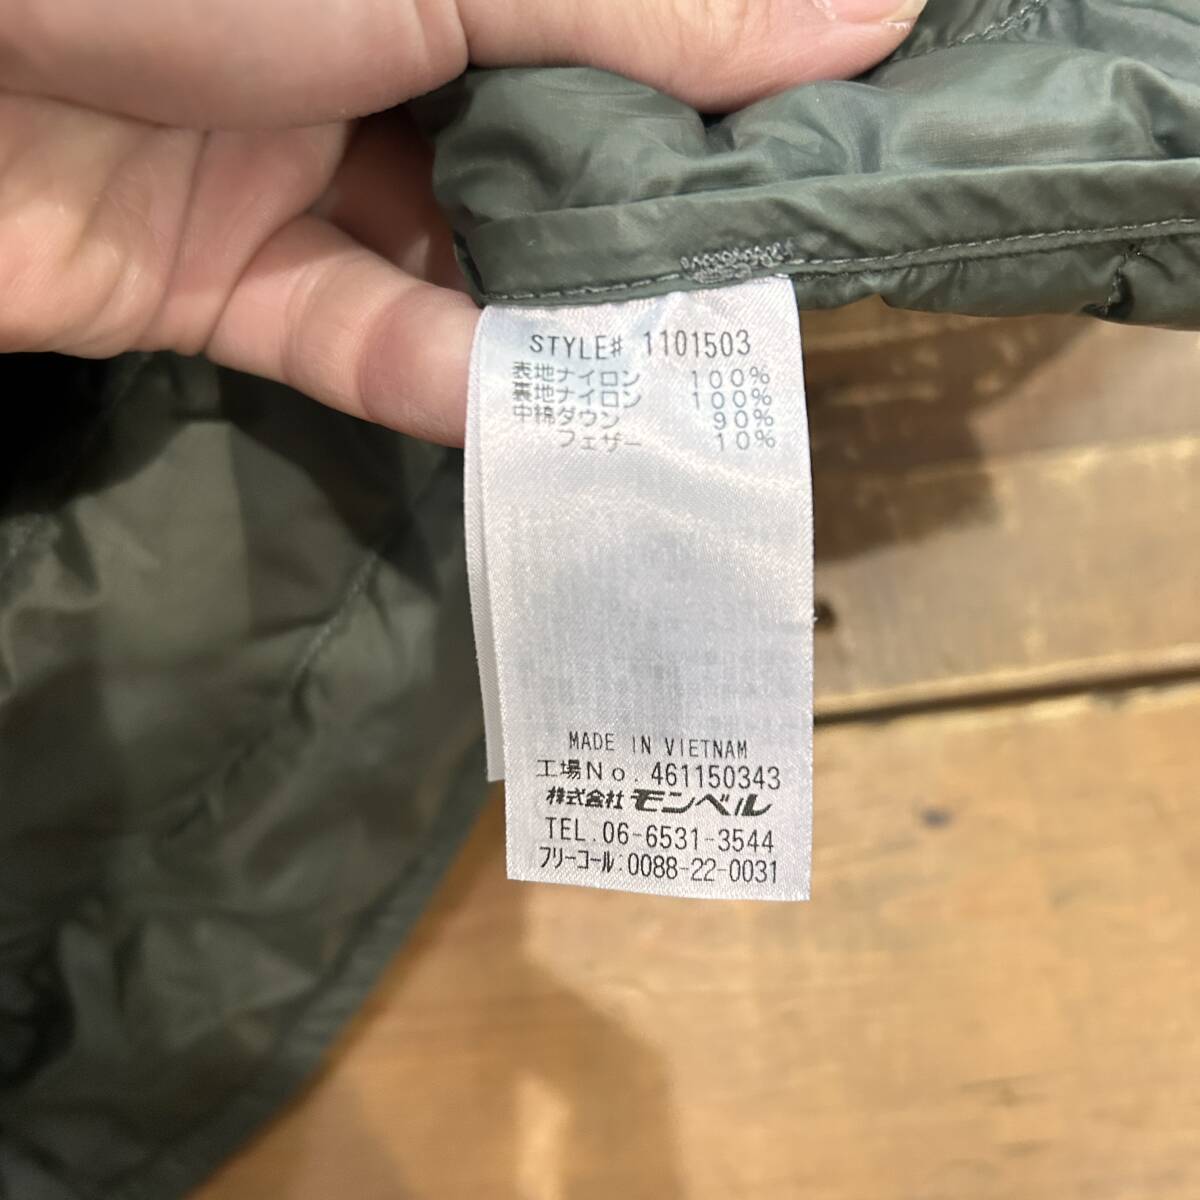 STYLE# 1101503
表地ナイロン 100%
裏地ナイロン 100%
中綿ダウン 90%
フェザー 10%
MADE IN VIETNAM
工場No. 461150343
株式会社 モンベル
TEL.06-6531-3544
フリーコール:0088-22-0031